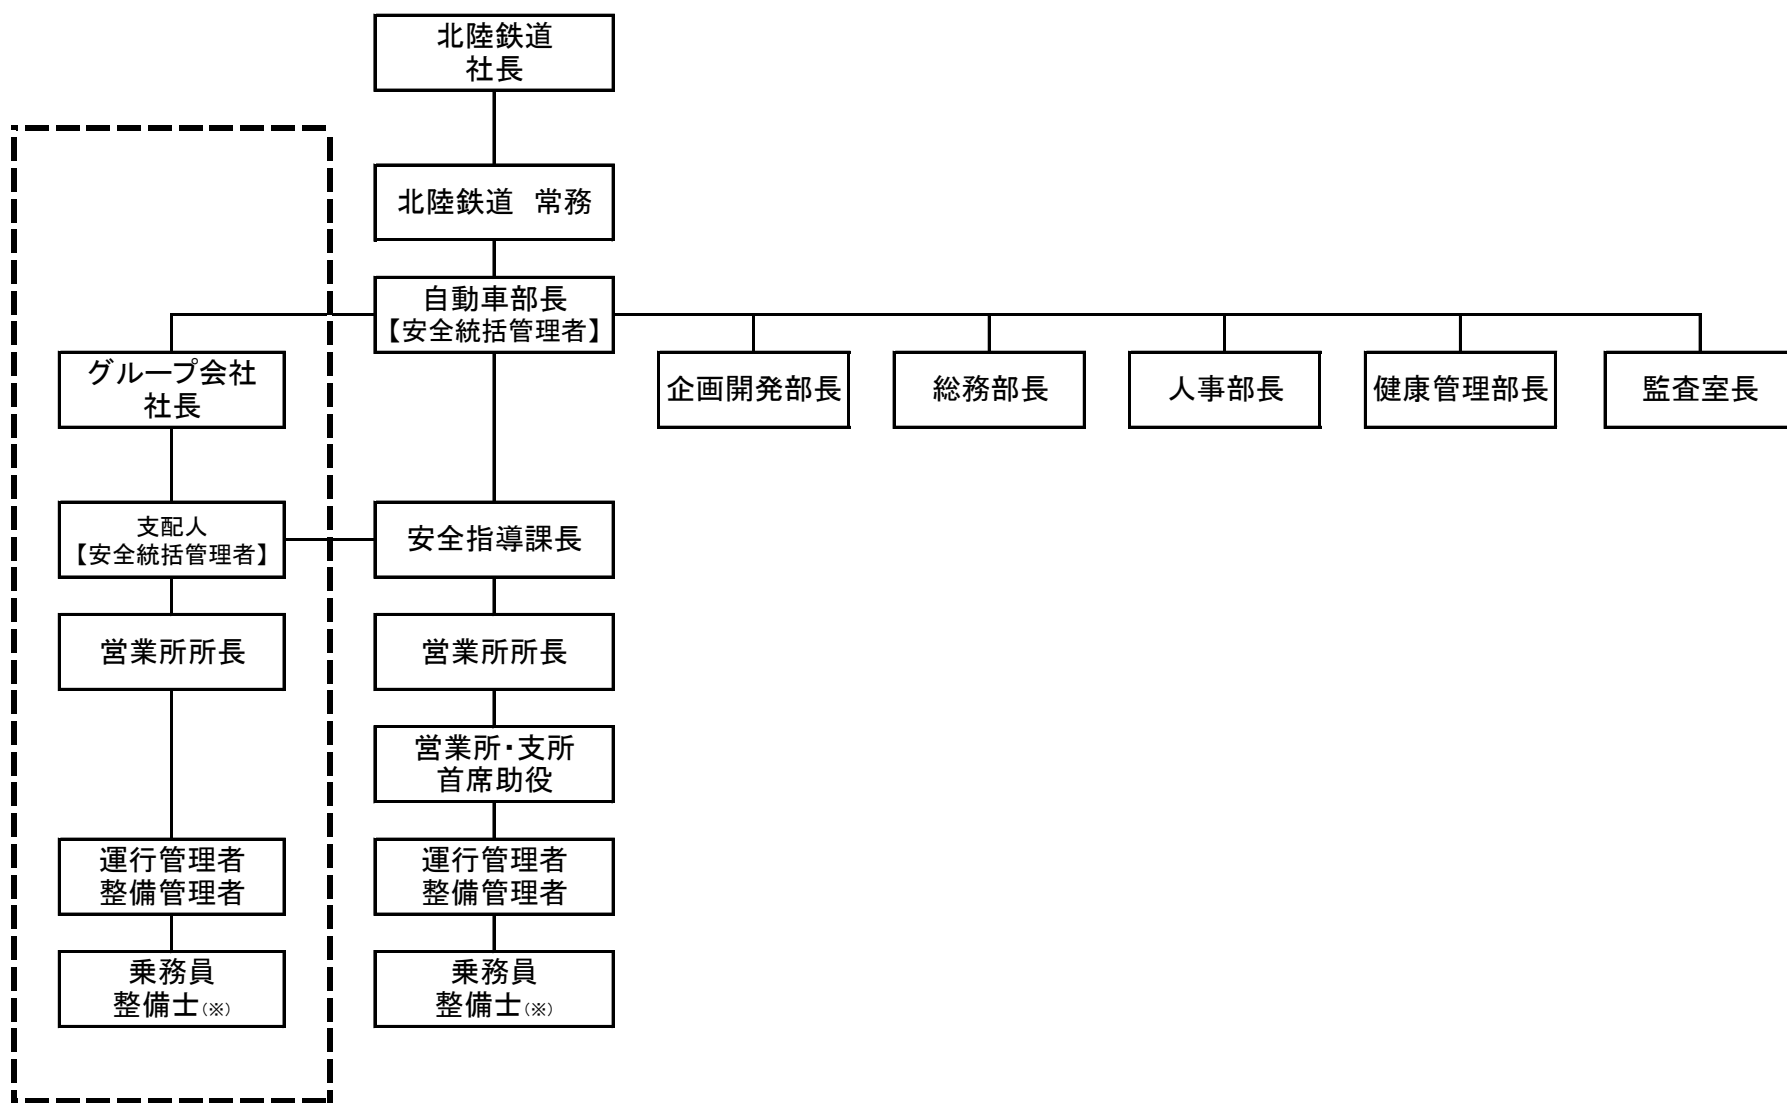 北陸鉄道
社長
北陸鉄道　常務
自動車部長
【安全統括管理者】
グループ会社
社長
企画開発部長
総務部長
人事部長
健康管理部長
監査室長
支配人
【安全統括管理者】
安全指導課長
営業所所長
営業所所長
営業所・支所
首席助役
運行管理者
整備管理者
運行管理者
整備管理者
乗務員
整備士(※)
乗務員
整備士(※)